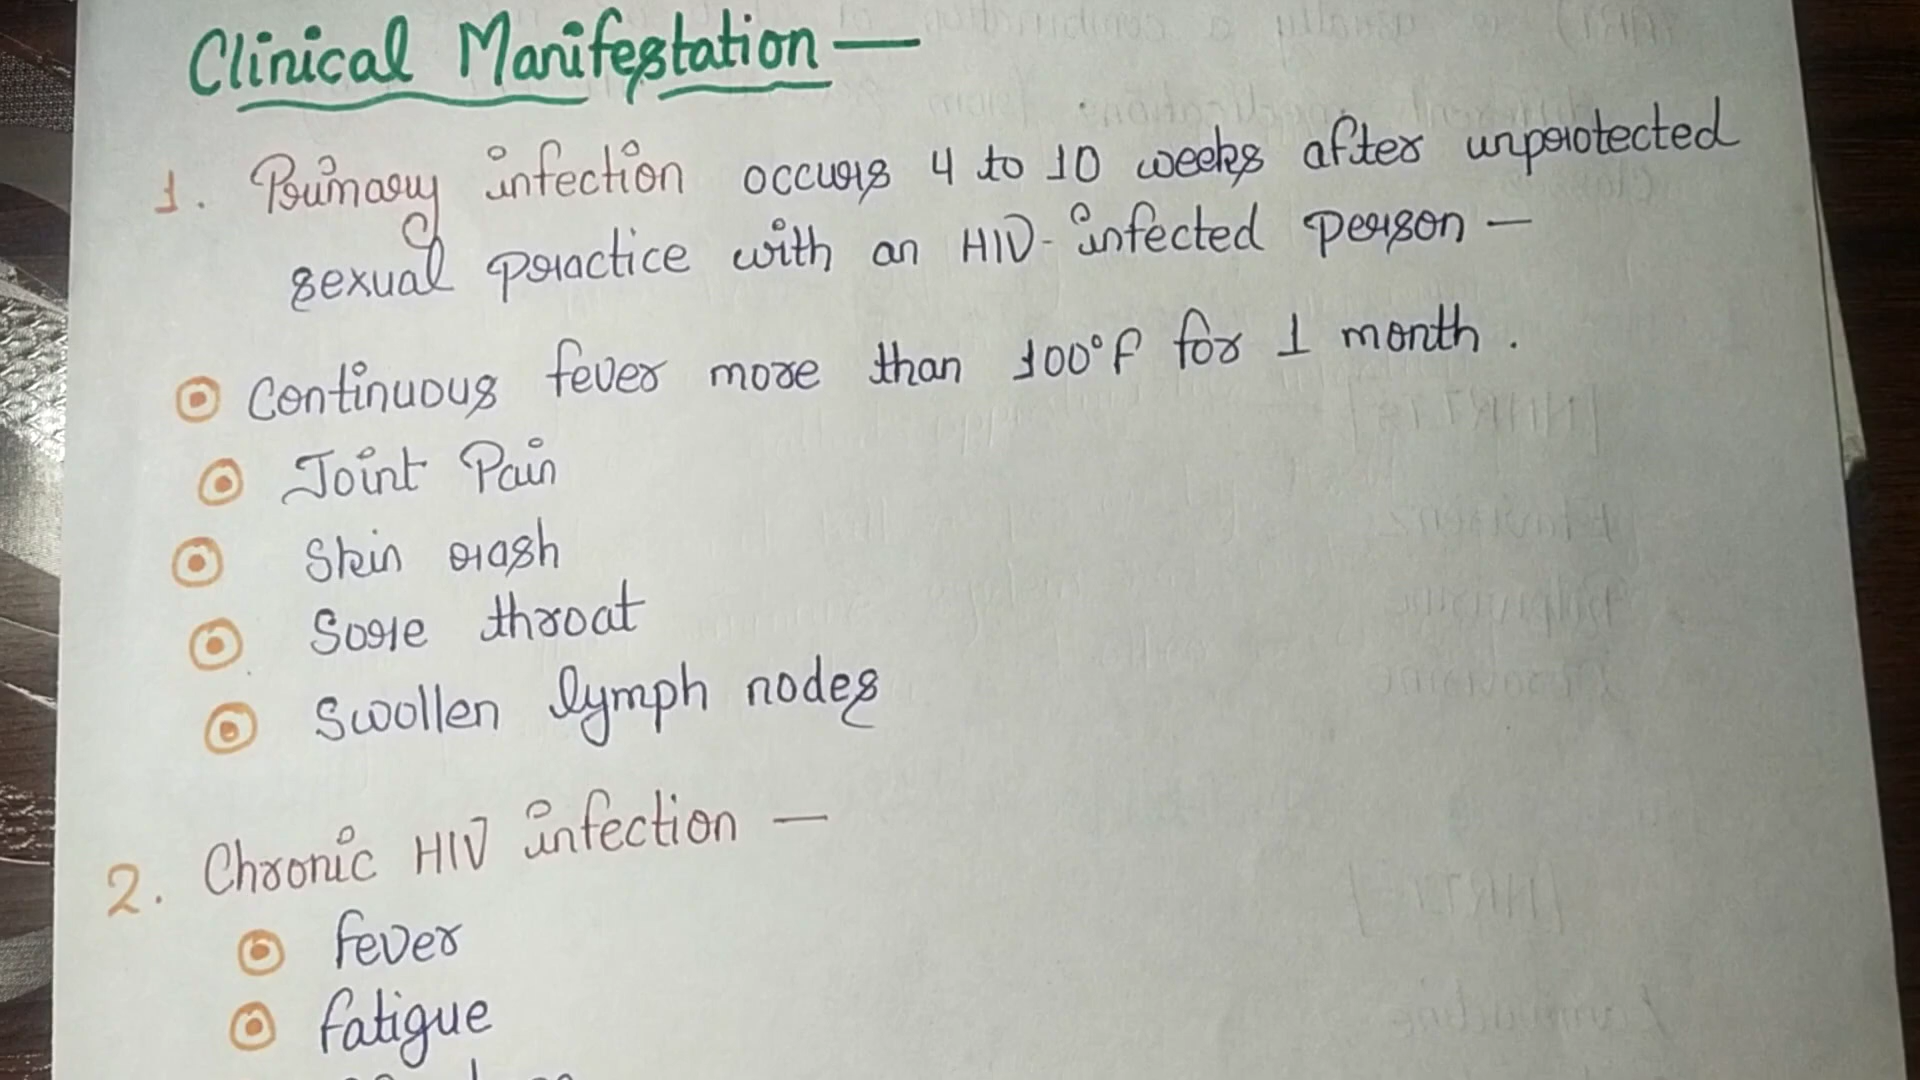 Clinical Manifestation —
1. Primary infection occurs 4 to 10 weeks after unprotected
sexual practice with an HIV-infected person —
Continuous fever more than 100°F for 1 month.
Joint Pain
Skin rash
Sore throat
Swollen lymph nodes
2. Chronic HIV infection —
fever
fatigue